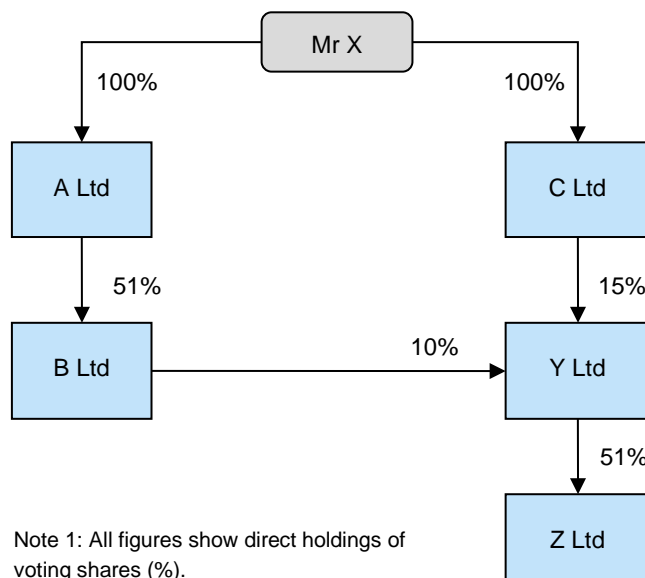 Mr X
100%
100%
A Ltd
C Ltd
51%
15%
B Ltd
10%
Y Ltd
51%
Z Ltd
Note 1: All figures show direct holdings of
voting shares (%).